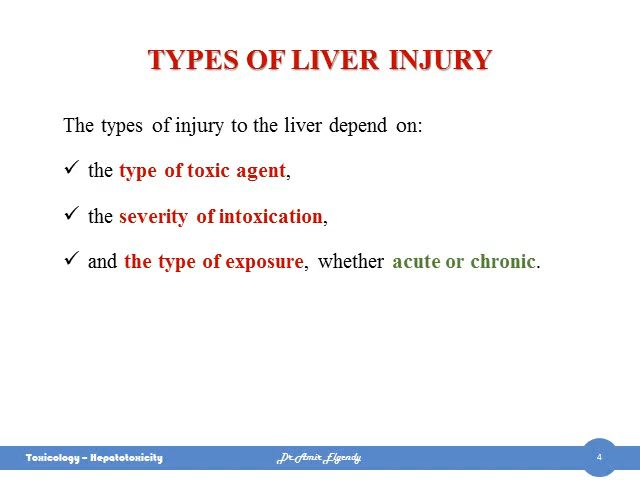 TYPES OF LIVER INJURY
The types of injury to the liver depend on:
✓ the type of toxic agent,
✓ the severity of intoxication,
✓ and the type of exposure, whether acute or chronic.
Toxicology – Hepatotoxicity
Dr. Amir Elgendy
4